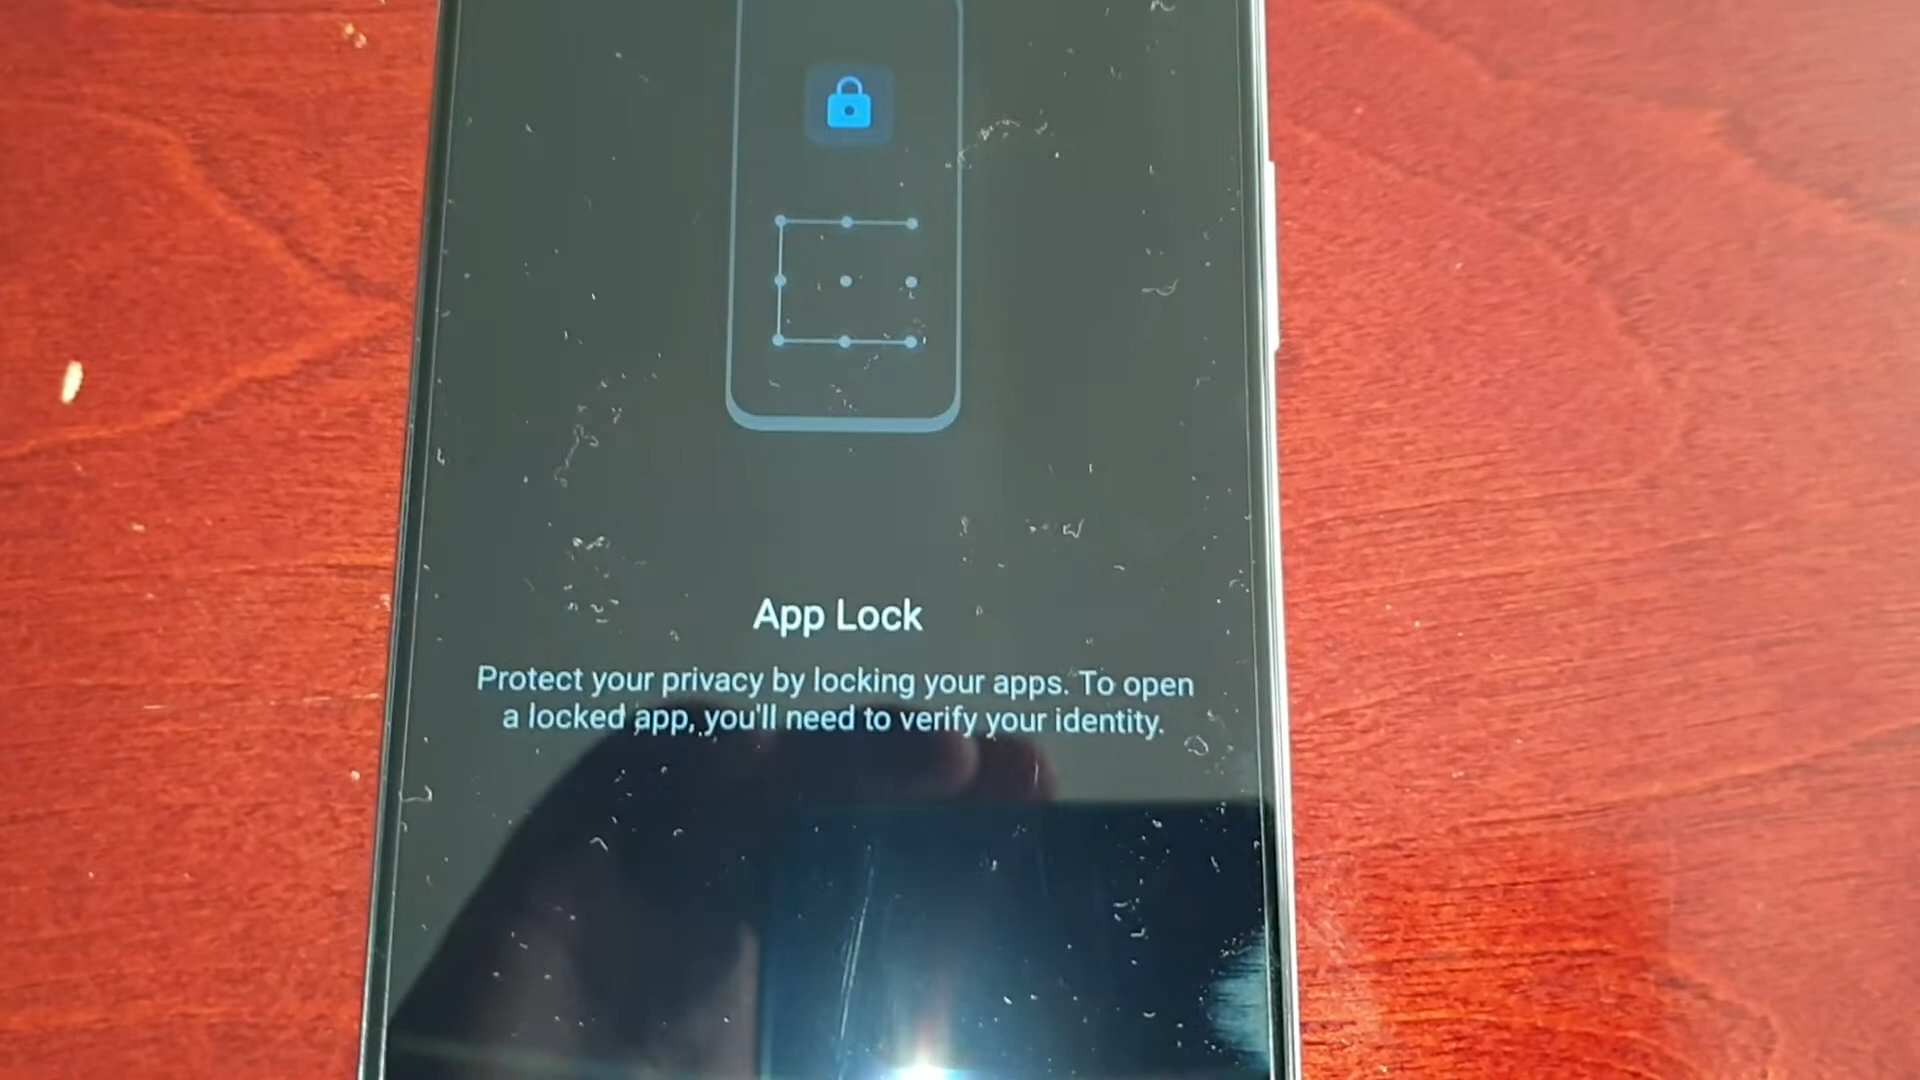 App Lock
Protect your privacy by locking your apps. To open
a locked app, you'll need to verify your identity.